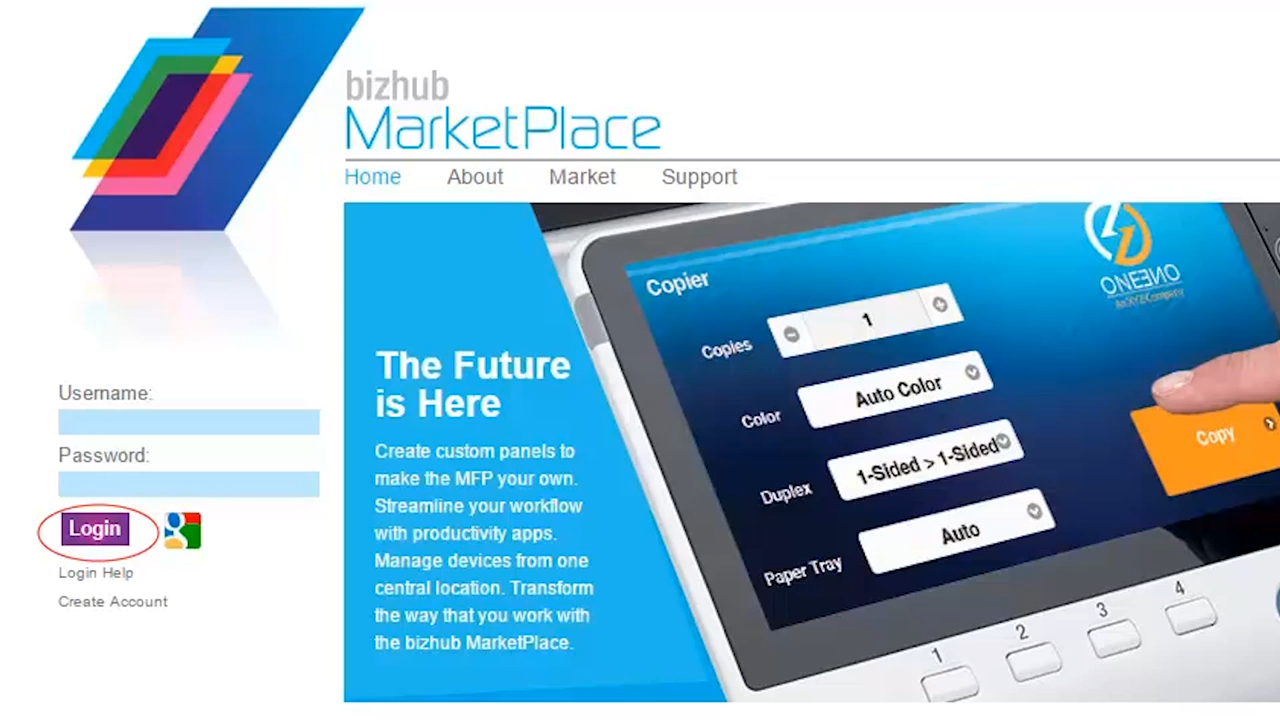 bizhub
MarketPlace
Home About Market Support
Username:
Password:
Login
Login Help
Create Account
The Future
is Here
Create custom panels to
make the MFP your own.
Streamline your workflow
with productivity apps.
Manage devices from one
central location. Transform
the way that you work with
the bizhub MarketPlace.
Copier
Copies 1
Color Auto Color
Duplex 1-Sided > 1-Sided
Paper Tray Auto
Copy
1 2 3 4